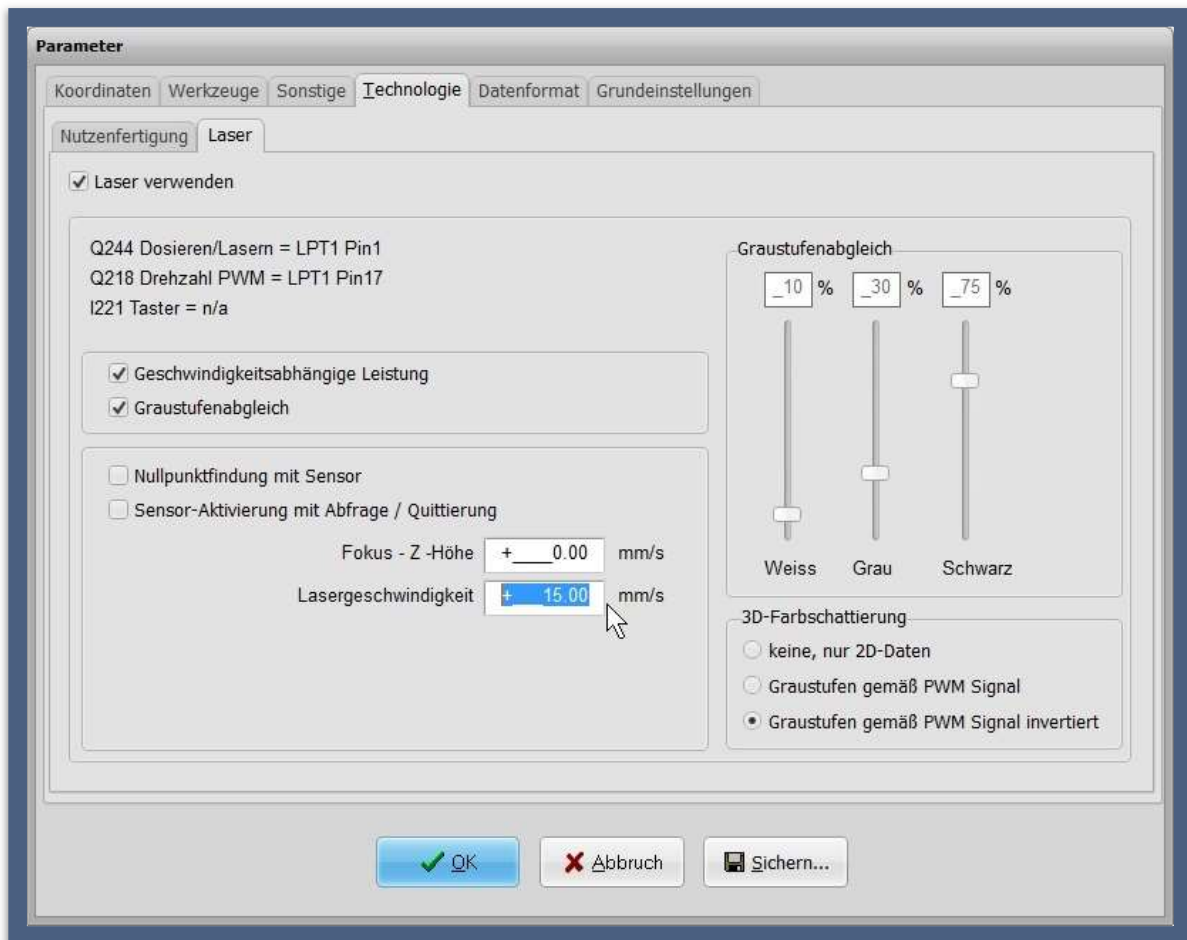 Parameter
Koordinaten Werkzeuge Sonstige Technologie Datenformat Grundeinstellungen
Nutzenfertigung Laser
Laser verwenden
Q244 Dosieren/Lasern = LPT1 Pin1
Q218 Drehzahl PWM = LPT1 Pin17
I221 Taster = n/a
Geschwindigkeitsabhängige Leistung
Graustufenabgleich
Nullpunktfindung mit Sensor
Sensor-Aktivierung mit Abfrage / Quittierung
Fokus - Z -Höhe +____0.00 mm/s
Lasergeschwindigkeit +___15.00 mm/s
Graustufenabgleich
_10 % _30 % _75 %
Weiss Grau Schwarz
3D-Farbschattierung
keine, nur 2D-Daten
Graustufen gemäß PWM Signal
Graustufen gemäß PWM Signal invertiert
OK Abbruch Sichern...